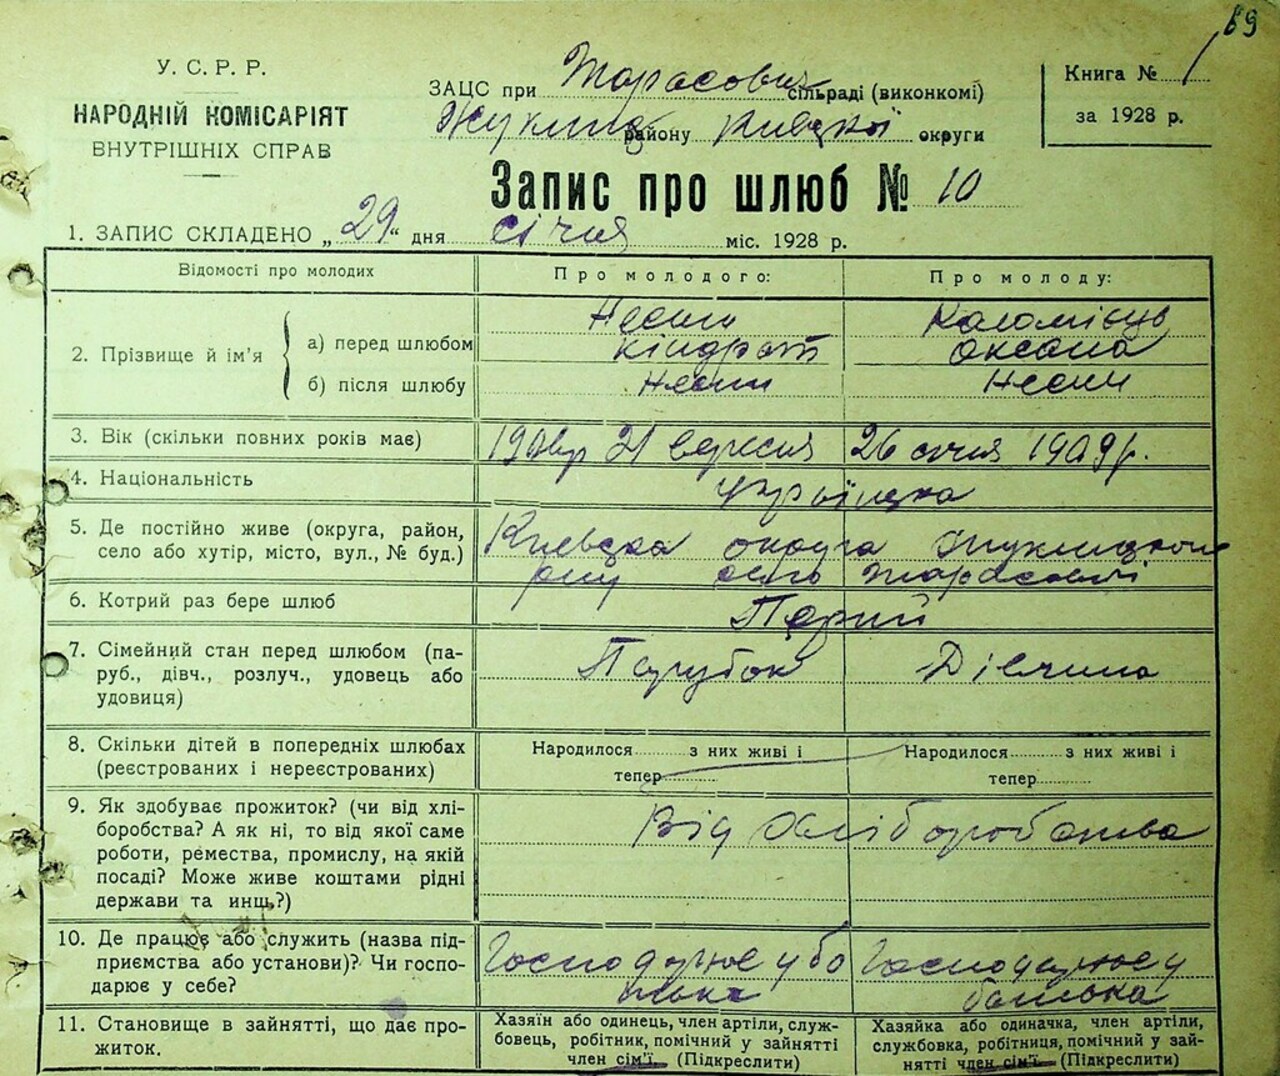 69
У. С. Р. Р.
НАРОДНІЙ КОМІСАРІЯТ
ВНУТРІШНІХ СПРАВ
ЗАЦС при Тарасович сільраді (виконкомі)
району Київської округи
Книга № 1
за 1928 р.
Запис про шлюб № 10
1. ЗАПИС СКЛАДЕНО „29“ дня січня міс. 1928 р.
Відомості про молодих
Про молодого:
Про молоду:
2. Прізвище й ім'я
а) перед шлюбом
б) після шлюбу
Кіндрат
Коломієць
Оксана
3. Вік (скільки повних років має)
21 вересня
26 січня 1909 р.
4. Національність
Українська
5. Де постійно живе (округа, район,
село або хутір, місто, вул., № буд.)
Київська округа
ону село Тарасовичі
6. Котрий раз бере шлюб
Перший
7. Сімейний стан перед шлюбом (па-
руб., дівч., розлуч., удовець або
удовиця)
Парубок
Дівчина
8. Скільки дітей в попередніх шлюбах
(реєстрованих і нереєстрованих)
Народилося з них живі і
тепер
Народилося з них живі і
тепер
9. Як здобуває прожиток? (чи від хлі-
боробства? А як ні, то від якої саме
роботи, ремества, промислу, на якій
посаді? Може живе коштами рідні
держави та инш.?)
Від хліборобства
10. Де працює або служить (назва під-
приємства або установи)? Чи госпо-
дарює у себе?
Господарює у ба
тька
Господарює у
батька
11. Становище в зайнятті, що дає про-
житок.
Хазяїн або одинець, член артілі, служ-
бовець, робітник, помічний у зайнятті
член сім'ї. (Підкреслити)
Хазяйка або одиначка, член артілі,
службовка, робітниця, помічний у зай-
нятті член сім'ї. (Підкреслити)